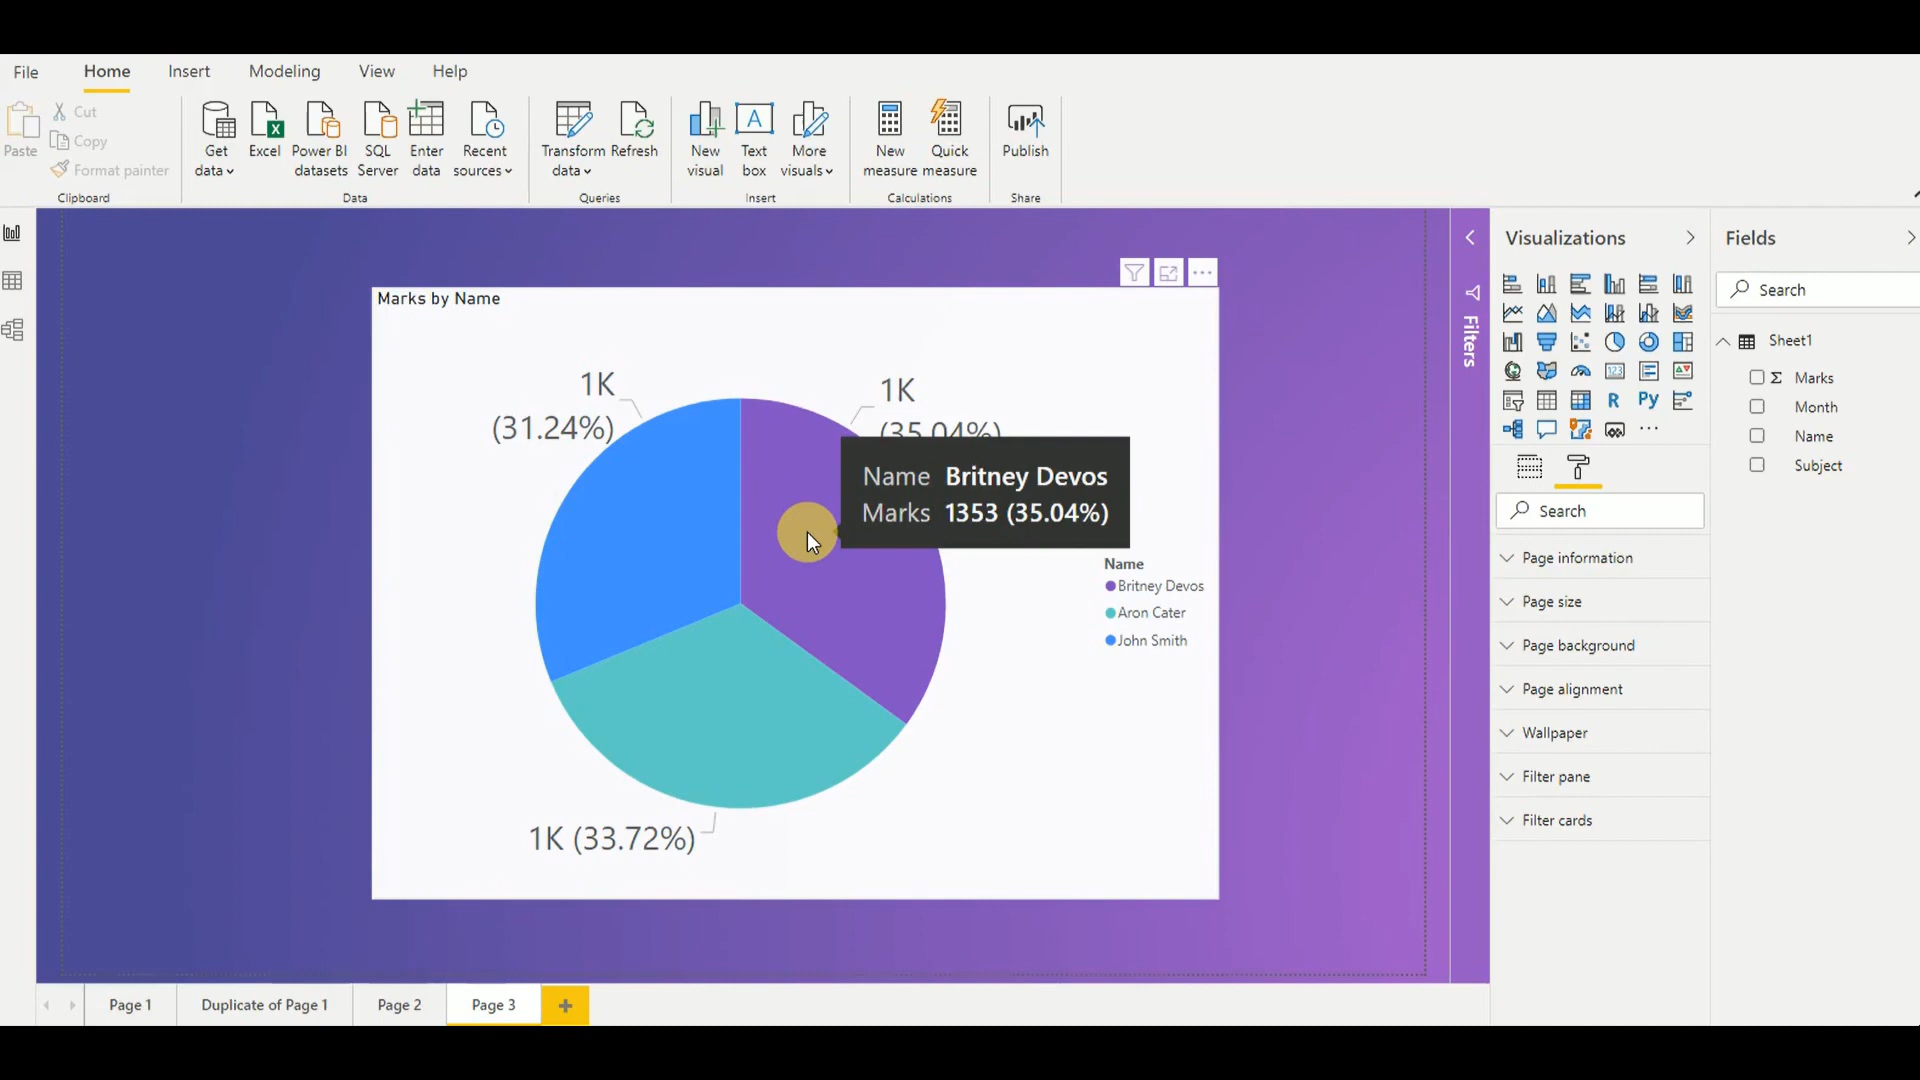 File Home Insert Modeling View Help
Paste
Cut
Copy
Format painter
Clipboard
Get data
Excel
Power BI datasets
SQL Server
Enter data
Recent sources
Data
Transform data
Refresh
Queries
New visual
Text box
More visuals
Insert
New measure
Quick measure
Calculations
Publish
Share
Marks by Name
1K
(31.24%)
1K
(35.04%)
Name Britney Devos
Marks 1353 (35.04%)
1K (33.72%)
Name
Britney Devos
Aron Cater
John Smith
Filters
Visualizations
123
R
Py
Search
Page information
Page size
Page background
Page alignment
Wallpaper
Filter pane
Filter cards
Fields
Search
Sheet1
Σ Marks
Month
Name
Subject
Page 1 Duplicate of Page 1 Page 2 Page 3 +